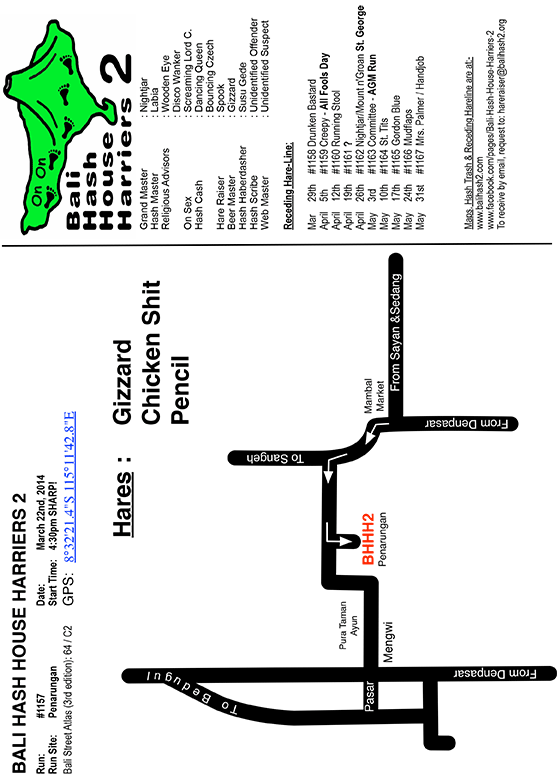 BALI HASH HOUSE HARRIERS 2
Run: #1157 Date: March 22nd, 2014
Run Site: Penarungan Start Time: 4:30pm SHARP!
Bali Street Atlas (3rd edition): 64 / C2 GPS: 8°32'21.4"S 115°11'42.8"E
Hares : Gizzard
Chicken Shit
Pencil
To Sangeh
Mambal
Market
From Sayan &Sedang
From Denpasar
BHHH2
Penarungan
Pura Taman
Ayun
Mengwi
Pasar
To Bedugul
From Denpasar
On On
Bali
Hash
House
Harriers 2
Grand Master : Nightjar
Hash Master : Laba
Religious Advisors : Wooden Eye
: Disco Wanker
On Sex : Screaming Lord C.
Hash Cash : Dancing Queen
: Bouncing Czech
Hare Raiser : Spook
Beer Master : Gizzard
Hash Haberdasher : Susu Gede
Hash Scribe : Unidentified Offender
Web Master : Unidentified Suspect
Receding Hare-Line:
Mar 29th #1158 Drunken Bastard
April 5th #1159 Creepy - All Fools Day
April 12th #1160 Running Stool
April 19th #1161 ?
April 26th #1162 Nightjar/Mount n'Groan St. George
May 3rd #1163 Committee - AGM Run
May 10th #1164 St. Tits
May 17th #1165 Gordon Blue
May 24th #1166 Mudflaps
May 31st #1167 Mrs. Palmer / Handjob
Maps, Hash Trash & Receding Hareline are at:-
www.balihash2.com
www.facebook.com/pages/Bali-Hash-House-Harriers-2
To receive by email, request to: hareraiser@balihash2.org